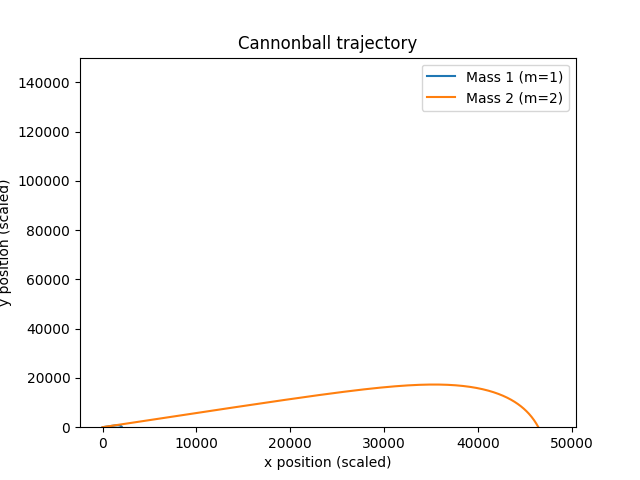 Cannonball trajectory
Mass 1 (m=1)
Mass 2 (m=2)
140000
120000
100000
80000
60000
40000
20000
0
y position (scaled)
0 10000 20000 30000 40000 50000
x position (scaled)